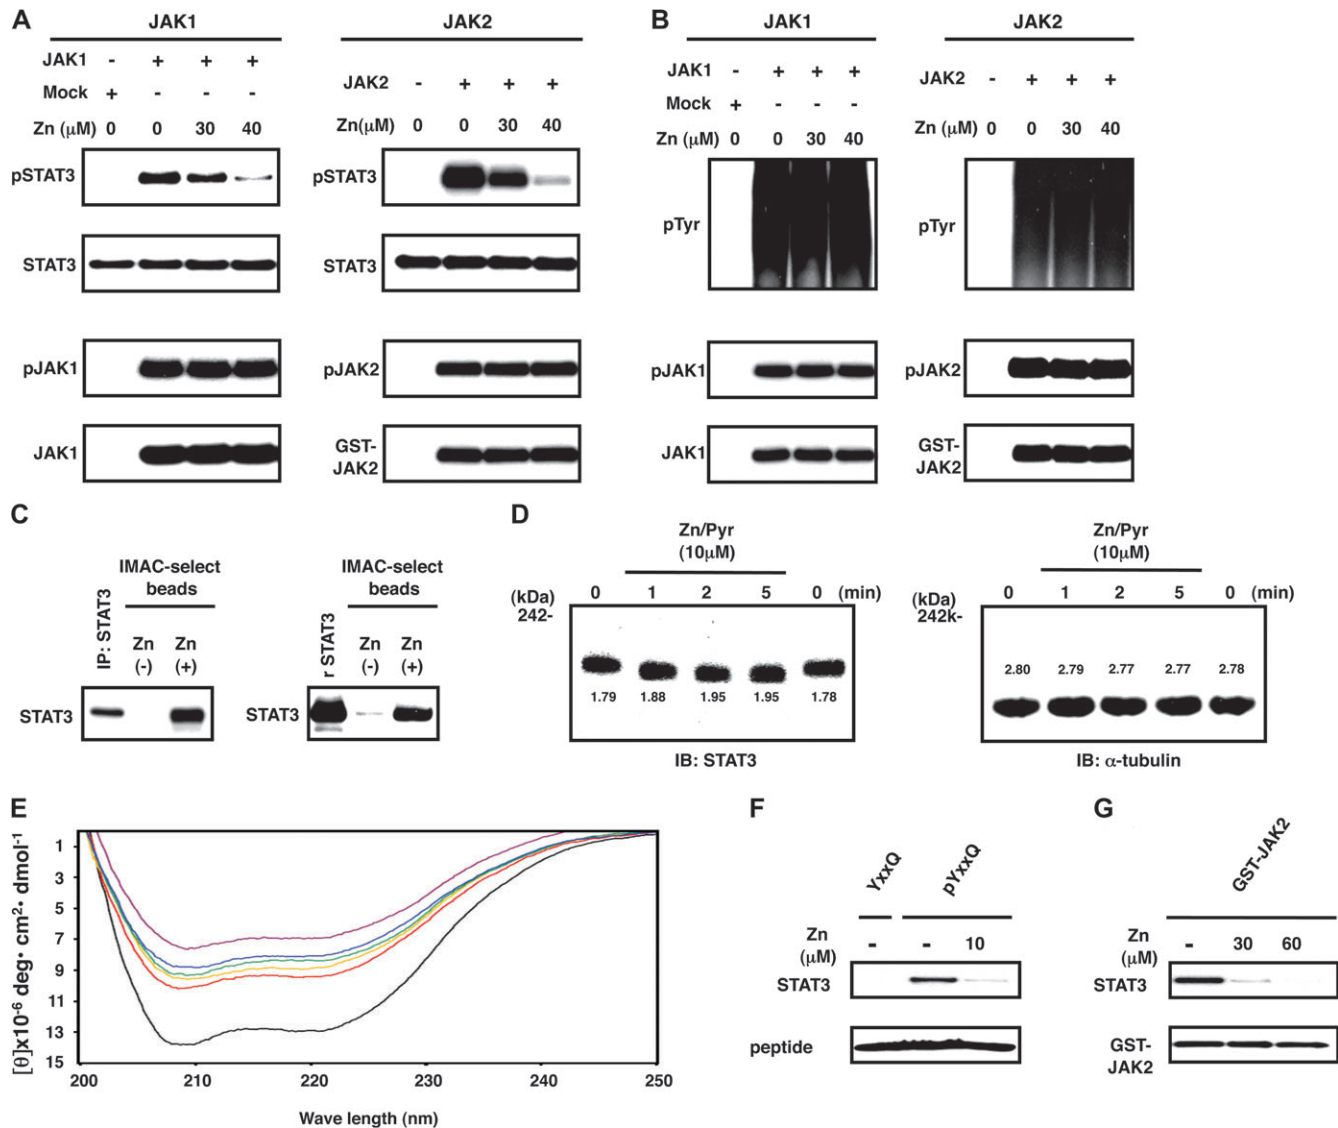 A
JAK1
JAK1 - + + +
Mock + - - -
Zn (μM) 0 0 30 40
pSTAT3
STAT3
pJAK1
JAK1
JAK2
JAK2 - + + +
Zn(μM) 0 0 30 40
pSTAT3
STAT3
pJAK2
GST-
JAK2
B
JAK1
JAK1 - + + +
Mock + - - -
Zn (μM) 0 0 30 40
pTyr
pJAK1
JAK1
JAK2
JAK2 - + + +
Zn (μM) 0 0 30 40
pTyr
pJAK2
GST-
JAK2
C
IMAC-select
beads
IP: STAT3
Zn Zn
(-) (+)
STAT3
IMAC-select
beads
r STAT3
Zn Zn
(-) (+)
STAT3
D
Zn/Pyr
(10μM)
(kDa) 0 1 2 5 0 (min)
242-
1.79 1.88 1.95 1.95 1.78
IB: STAT3
Zn/Pyr
(10μM)
(kDa) 0 1 2 5 0 (min)
242k-
2.80 2.79 2.77 2.77 2.78
IB: α-tubulin
E
[θ]x10⁻⁶ deg• cm²• dmol⁻¹
1
3
5
7
9
11
13
15
200 210 220 230 240 250
Wave length (nm)
F
YxxQ pYxxQ
Zn - - 10
(μM)
STAT3
peptide
G
GST-JAK2
Zn - 30 60
(μM)
STAT3
GST-
JAK2